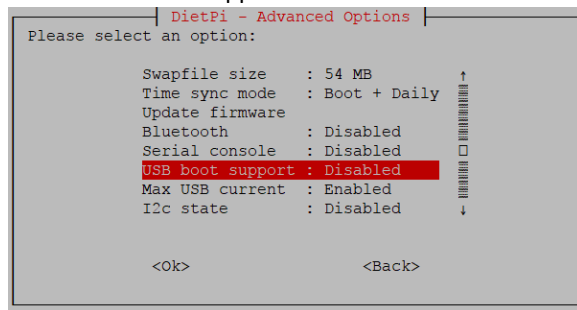 DietPi - Advanced Options
Please select an option:
Swapfile size : 54 MB
Time sync mode : Boot + Daily
Update firmware
Bluetooth : Disabled
Serial console : Disabled
USB boot support : Disabled
Max USB current : Enabled
I2c state : Disabled
<Ok> <Back>